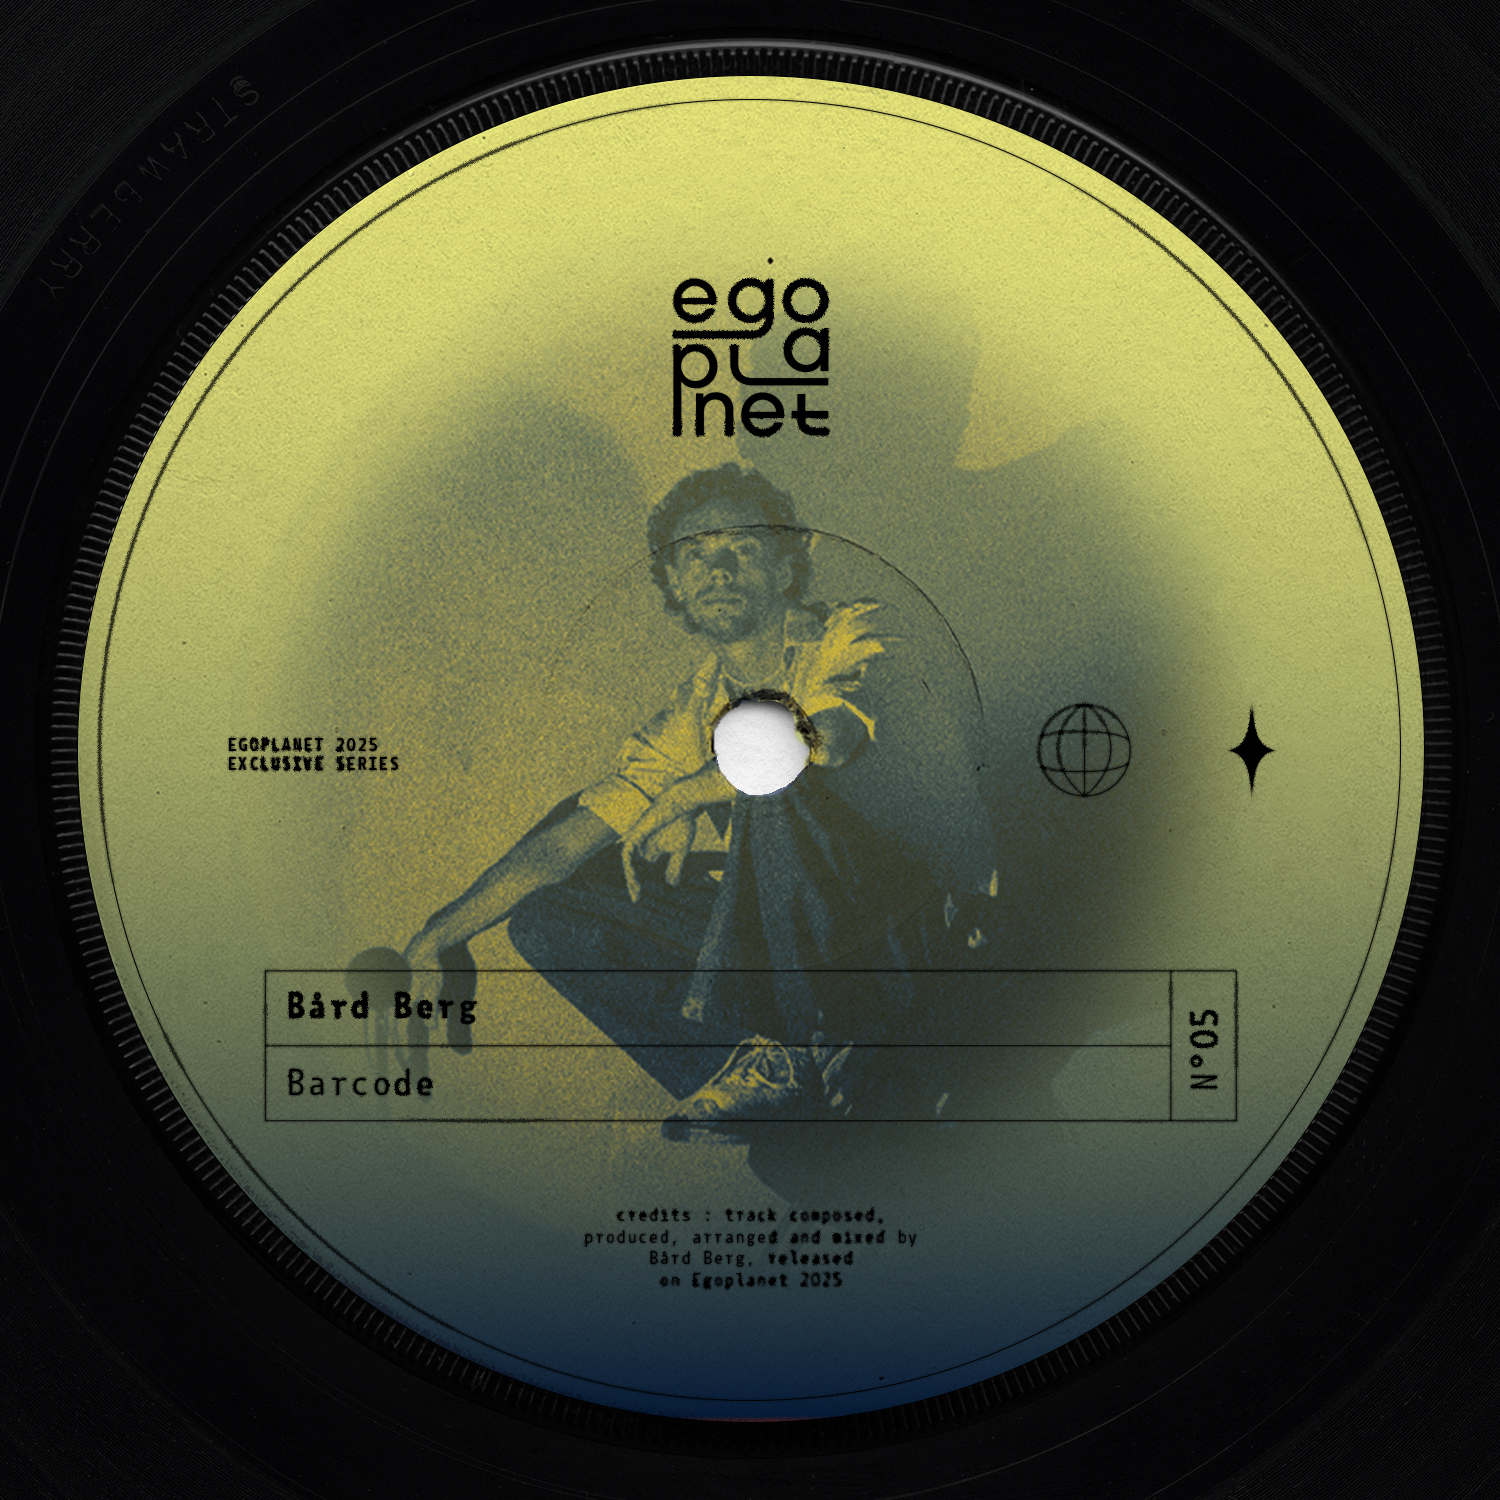 STRAWBERRY
ego
pla
net
EGOPLANET 2025
EXCLUSIVE SERIES
Bård Berg
Barcode
N°05
credits : track composed,
produced, arranged and mixed by
Bård Berg, released
on Egoplanet 2025